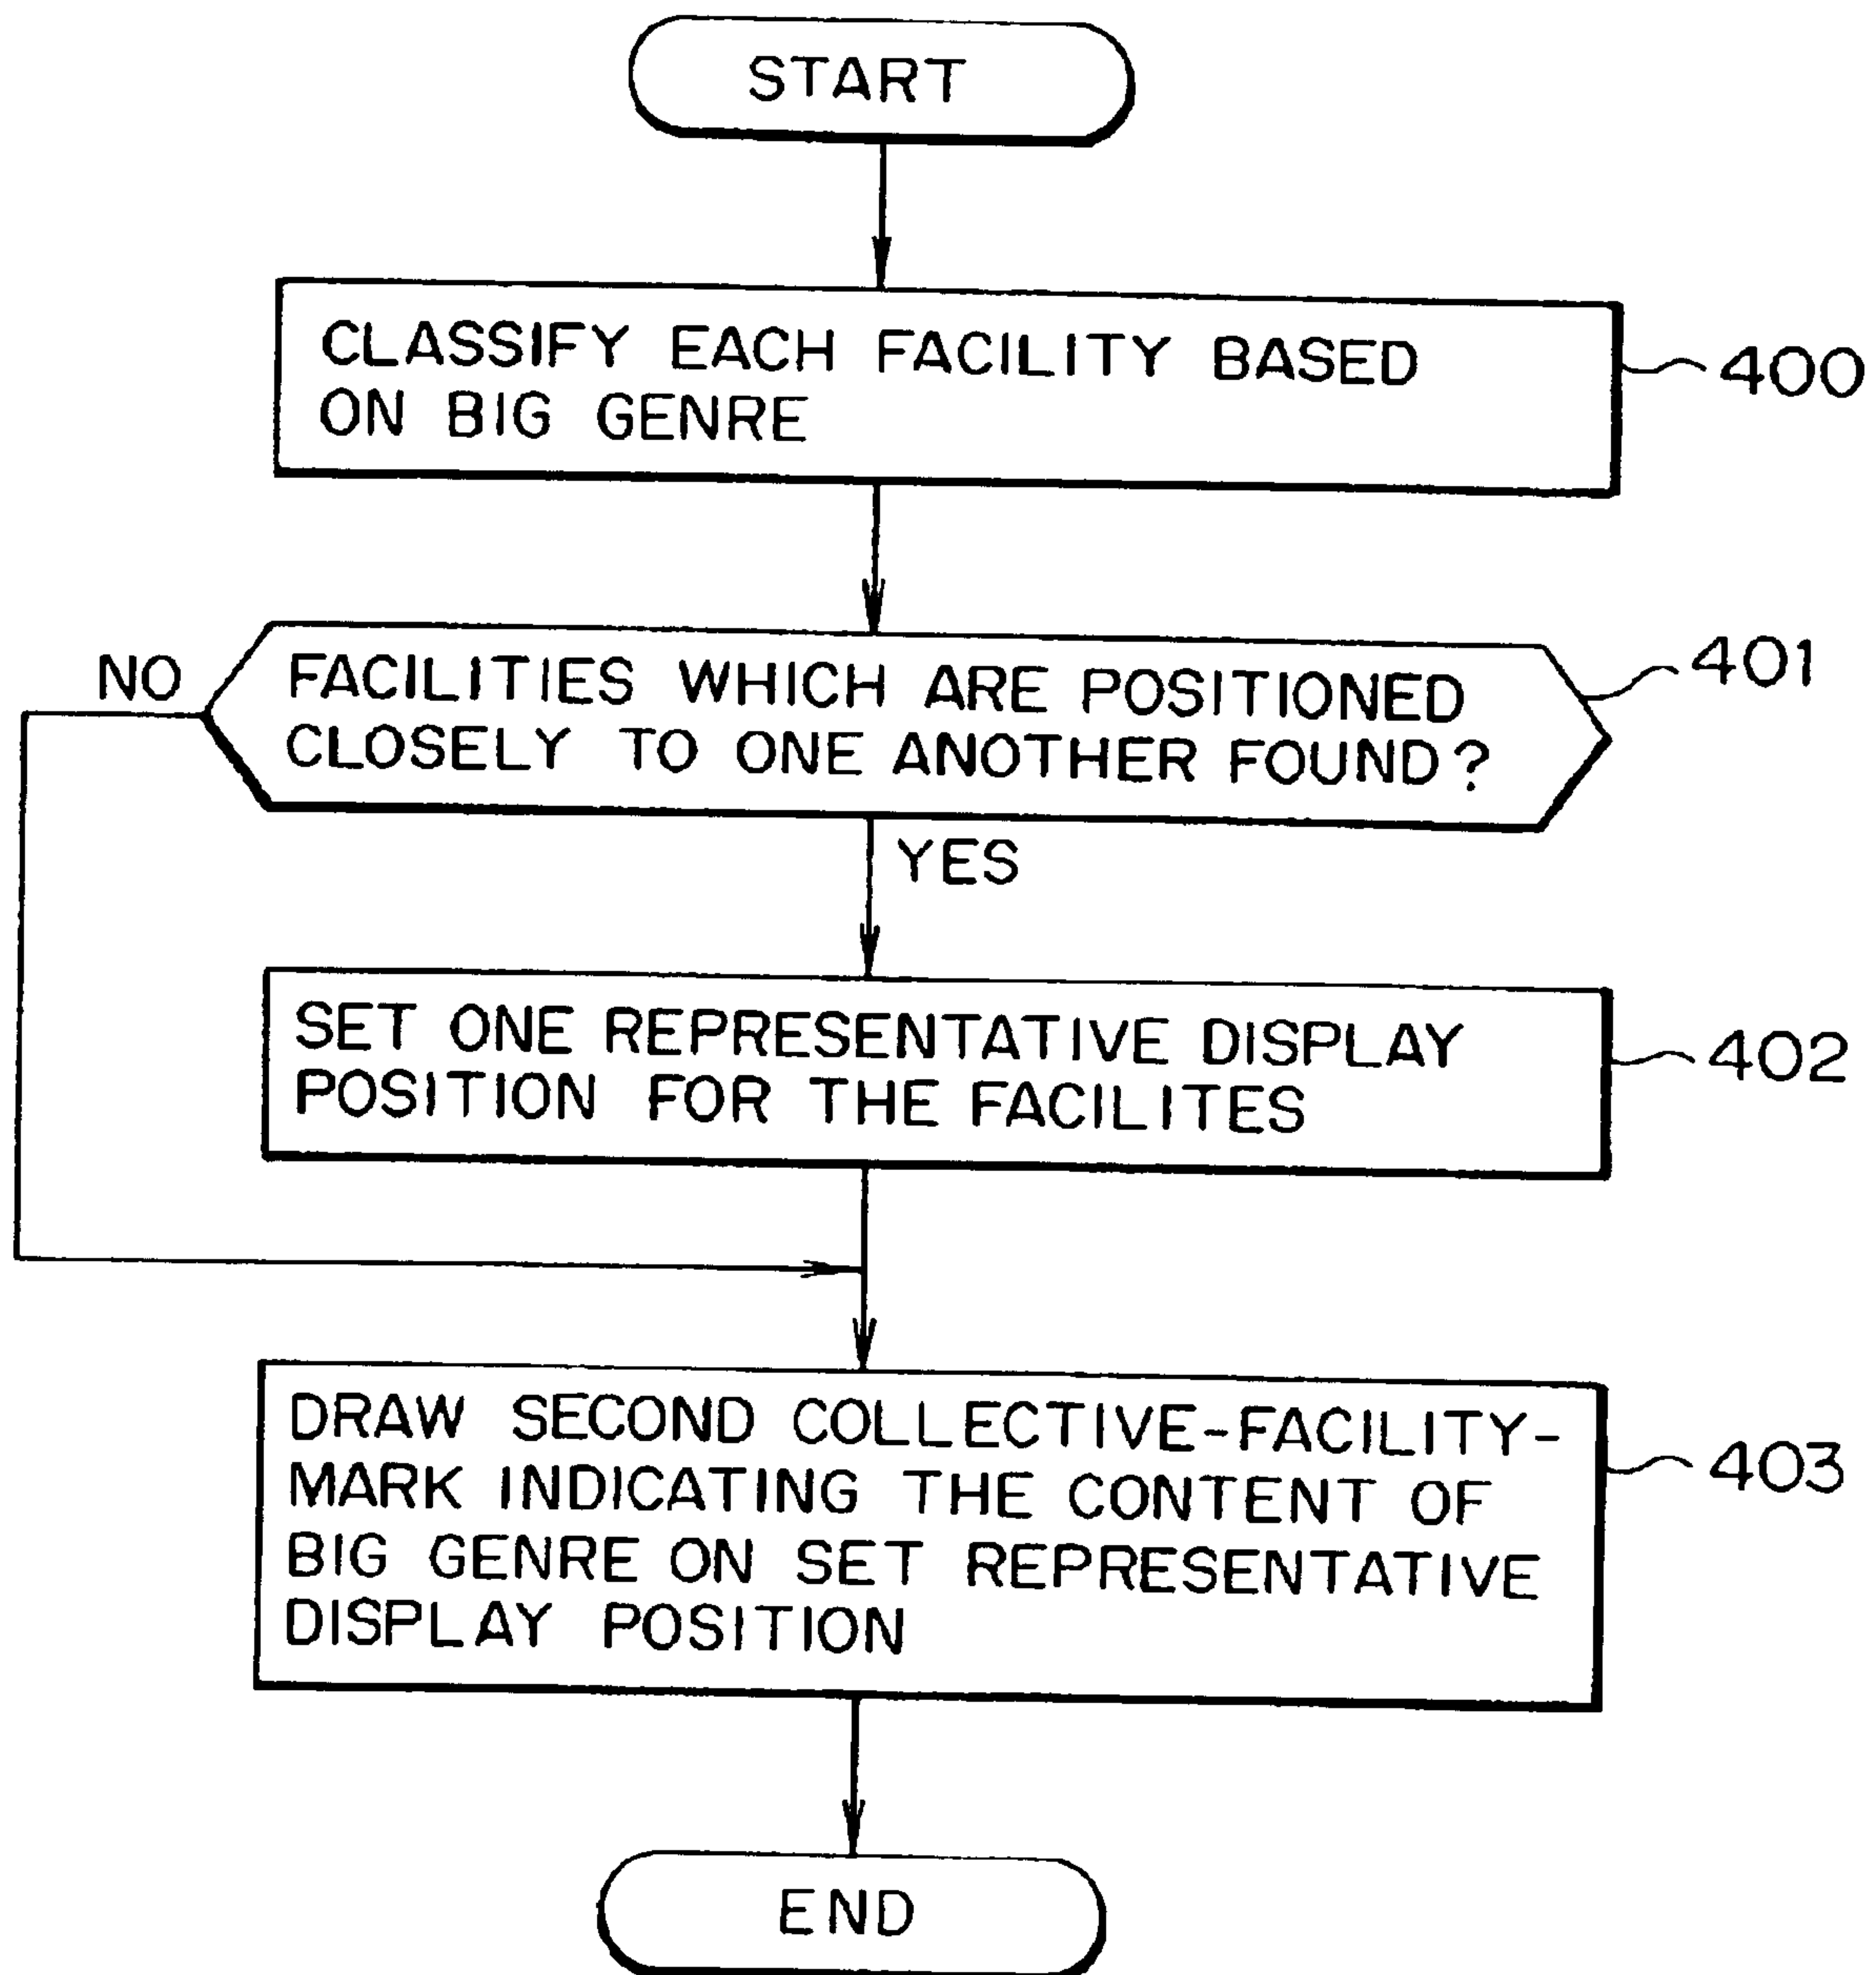 START
CLASSIFY EACH FACILITY BASED
ON BIG GENRE
400
NO
FACILITIES WHICH ARE POSITIONED
CLOSELY TO ONE ANOTHER FOUND?
401
YES
SET ONE REPRESENTATIVE DISPLAY
POSITION FOR THE FACILITES
402
DRAW SECOND COLLECTIVE-FACILITY-
MARK INDICATING THE CONTENT OF
BIG GENRE ON SET REPRESENTATIVE
DISPLAY POSITION
403
END